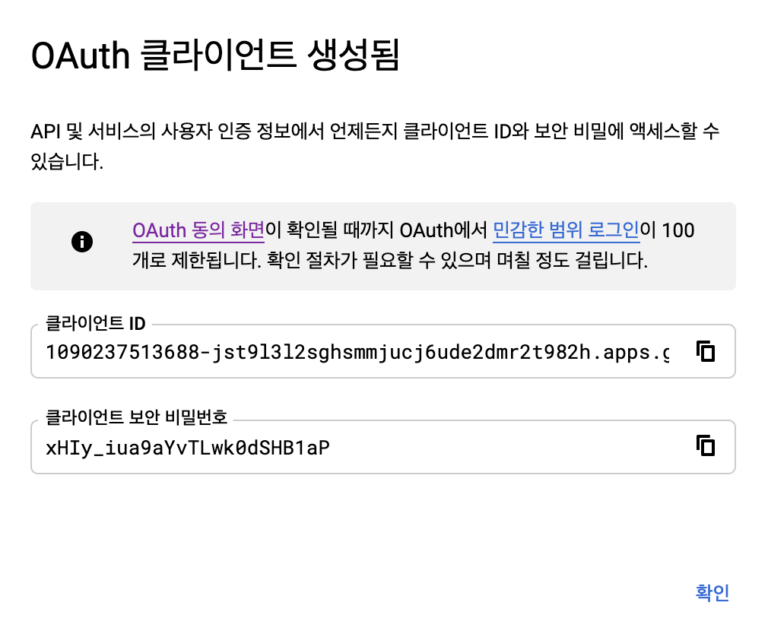 OAuth 클라이언트 생성됨
API 및 서비스의 사용자 인증 정보에서 언제든지 클라이언트 ID와 보안 비밀에 액세스할 수
있습니다.
OAuth 동의 화면이 확인될 때까지 OAuth에서 민감한 범위 로그인이 100
개로 제한됩니다. 확인 절차가 필요할 수 있으며 며칠 정도 걸립니다.
클라이언트 ID
1090237513688-jst9l3l2sghsmmjucj6ude2dmr2t982h.apps.g
클라이언트 보안 비밀번호
xHIy_iua9aYvTLwk0dSHB1aP
확인